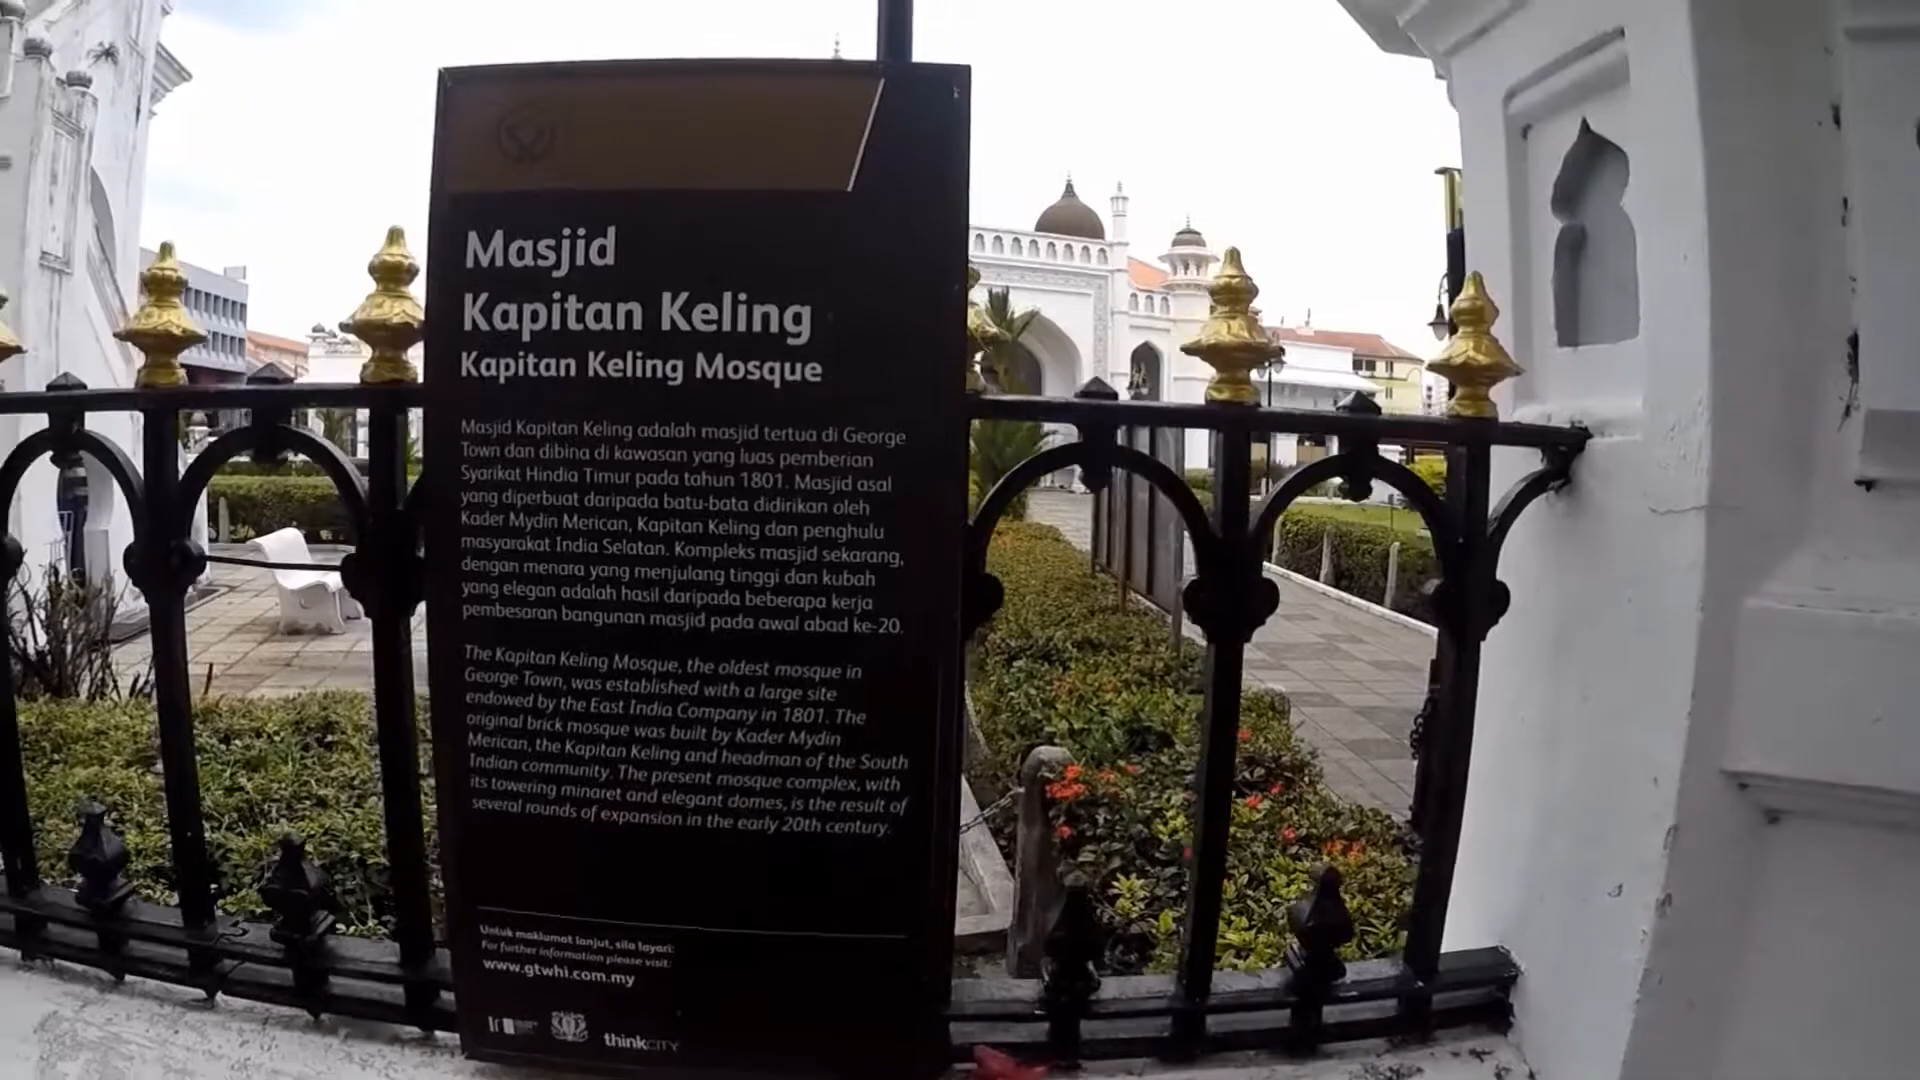 Masjid
Kapitan Keling
Kapitan Keling Mosque
Masjid Kapitan Keling adalah masjid tertua di George
Town dan dibina di kawasan yang luas pemberian
Syarikat Hindia Timur pada tahun 1801. Masjid asal
yang diperbuat daripada batu-bata didirikan oleh
Kader Mydin Merican, Kapitan Keling dan penghulu
masyarakat India Selatan. Kompleks masjid sekarang,
dengan menara yang menjulang tinggi dan kubah
yang elegan adalah hasil daripada beberapa kerja
pembesaran bangunan masjid pada awal abad ke-20.
The Kapitan Keling Mosque, the oldest mosque in
George Town, was established with a large site
endowed by the East India Company in 1801. The
original brick mosque was built by Kader Mydin
Merican, the Kapitan Keling and headman of the South
Indian community. The present mosque complex, with
its towering minaret and elegant domes, is the result of
several rounds of expansion in the early 20th century.
Untuk maklumat lanjut, sila layari:
For further information please visit:
www.gtwhi.com.my
thinkCITY